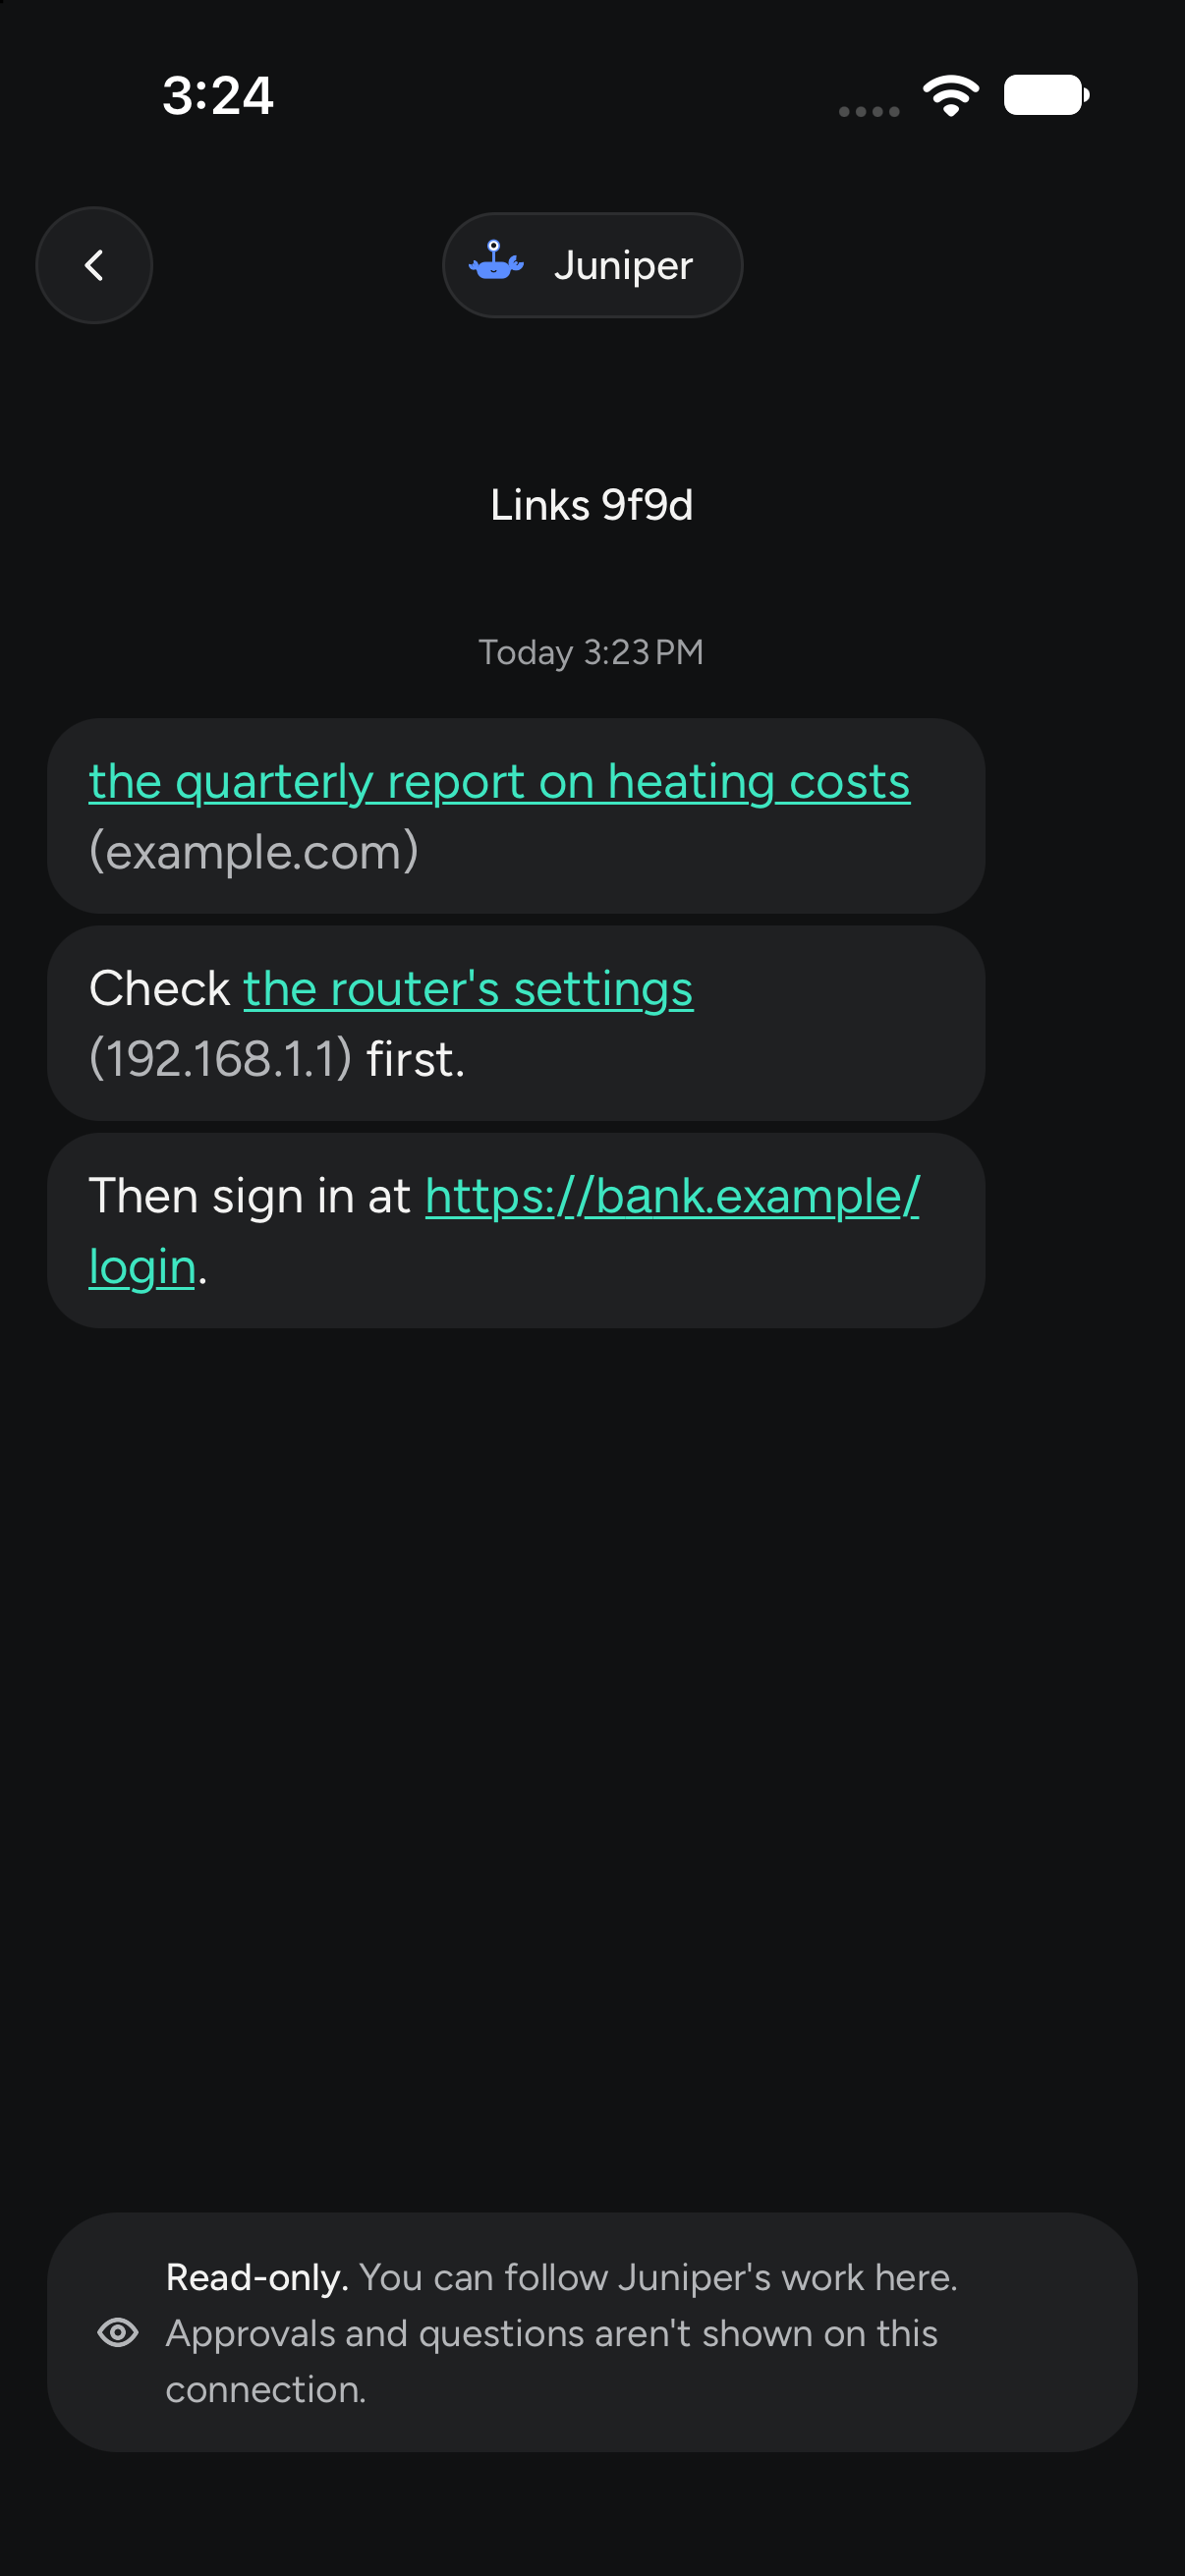 3:24
Juniper
Links 9f9d
Today 3:23 PM
the quarterly report on heating costs
(example.com)
Check the router's settings
(192.168.1.1) first.
Then sign in at https://bank.example/
login.
Read-only. You can follow Juniper's work here.
Approvals and questions aren't shown on this
connection.